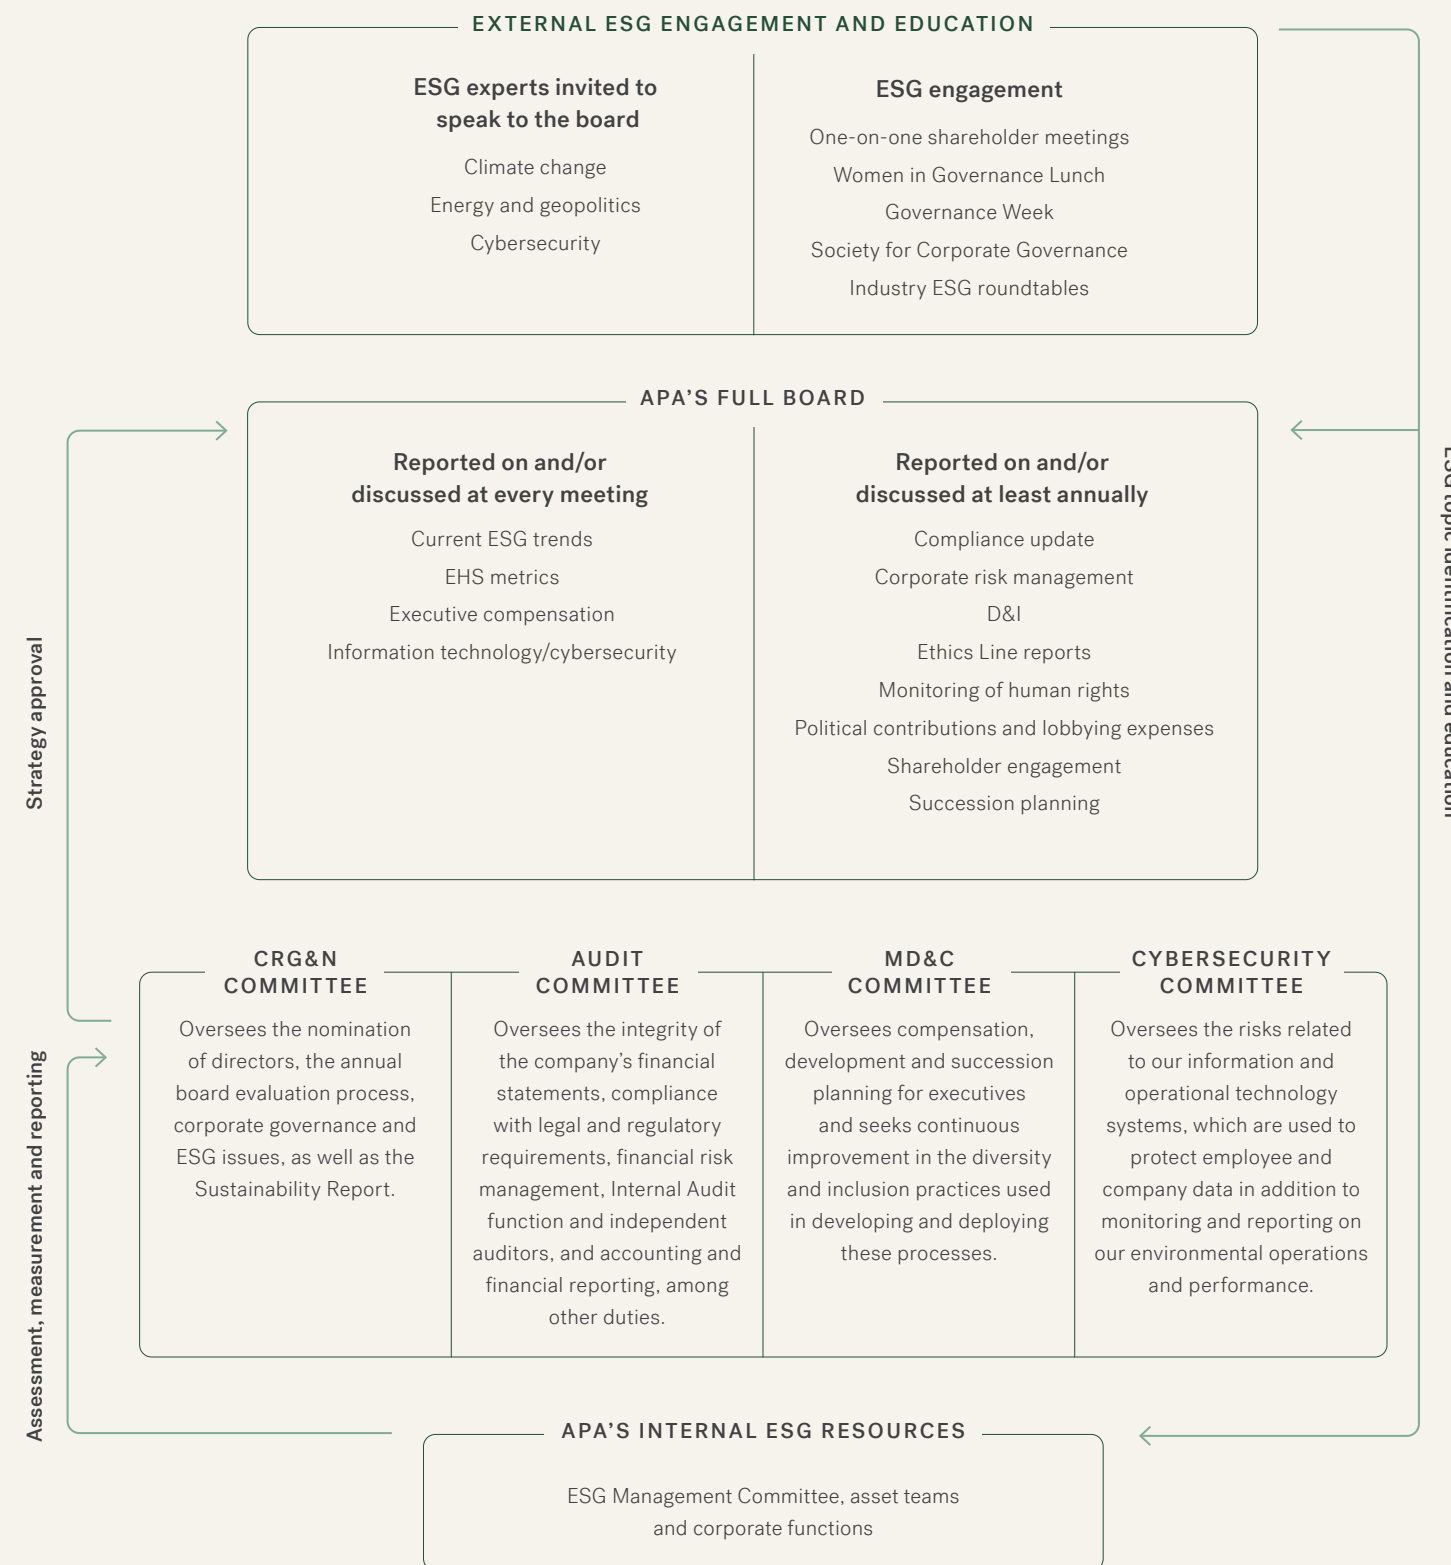 EXTERNAL ESG ENGAGEMENT AND EDUCATION
ESG experts invited to
speak to the board
Climate change
Energy and geopolitics
Cybersecurity
ESG engagement
One-on-one shareholder meetings
Women in Governance Lunch
Governance Week
Society for Corporate Governance
Industry ESG roundtables
APA’S FULL BOARD
Reported on and/or
discussed at every meeting
Current ESG trends
EHS metrics
Executive compensation
Information technology/cybersecurity
Reported on and/or
discussed at least annually
Compliance update
Corporate risk management
D&I
Ethics Line reports
Monitoring of human rights
Political contributions and lobbying expenses
Shareholder engagement
Succession planning
Strategy approval
ESG topic identification and education
CRG&N
COMMITTEE
Oversees the nomination
of directors, the annual
board evaluation process,
corporate governance and
ESG issues, as well as the
Sustainability Report.
AUDIT
COMMITTEE
Oversees the integrity of
the company’s financial
statements, compliance
with legal and regulatory
requirements, financial risk
management, Internal Audit
function and independent
auditors, and accounting and
financial reporting, among
other duties.
MD&C
COMMITTEE
Oversees compensation,
development and succession
planning for executives
and seeks continuous
improvement in the diversity
and inclusion practices used
in developing and deploying
these processes.
CYBERSECURITY
COMMITTEE
Oversees the risks related
to our information and
operational technology
systems, which are used to
protect employee and
company data in addition to
monitoring and reporting on
our environmental operations
and performance.
Assessment, measurement and reporting
APA’S INTERNAL ESG RESOURCES
ESG Management Committee, asset teams
and corporate functions